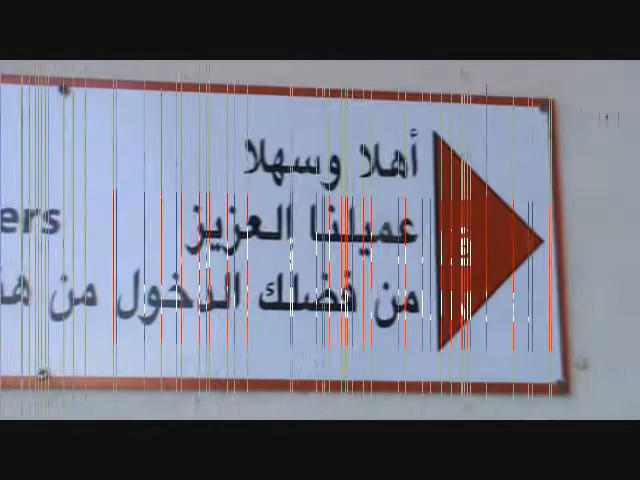 أهلا وسهلا
عميلنا العزيز
من فضلك الدخول من
ers